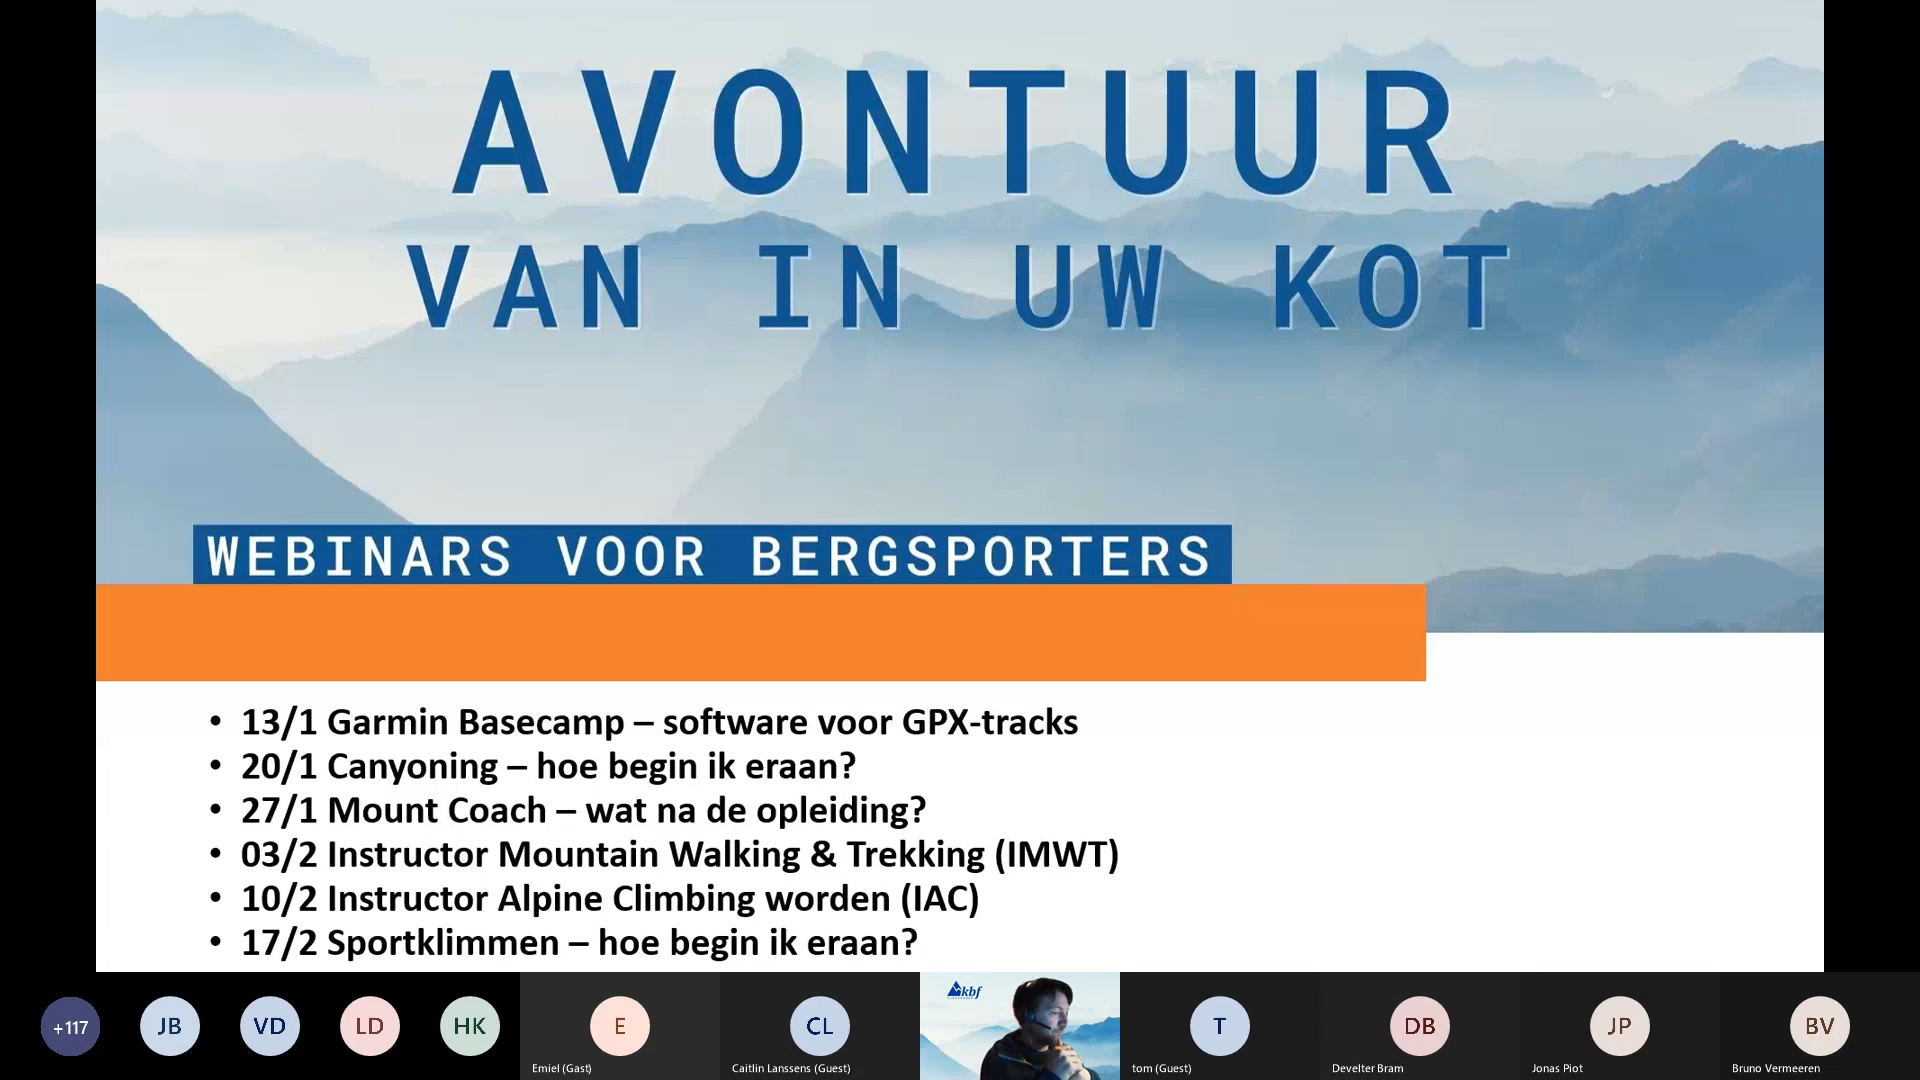 AVONTUUR
VAN IN UW KOT
WEBINARS VOOR BERGSPORTERS
• 13/1 Garmin Basecamp – software voor GPX-tracks
• 20/1 Canyoning – hoe begin ik eraan?
• 27/1 Mount Coach – wat na de opleiding?
• 03/2 Instructor Mountain Walking & Trekking (IMWT)
• 10/2 Instructor Alpine Climbing worden (IAC)
• 17/2 Sportklimmen – hoe begin ik eraan?
+117
JB
VD
LD
HK
E
Emiel (Gast)
CL
Caitlin Lanssens (Guest)
kbf
T
tom (Guest)
DB
Develter Bram
JP
Jonas Piot
BV
Bruno Vermeeren